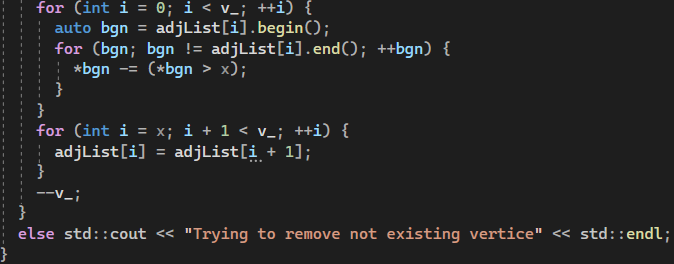 for (int i = 0; i < v_; ++i) {
auto bgn = adjList[i].begin();
for (bgn; bgn != adjList[i].end(); ++bgn) {
*bgn -= (*bgn > x);
}
}
for (int i = x; i + 1 < v_; ++i) {
adjList[i] = adjList[i + 1];
}
--v_;
}
else std::cout << "Trying to remove not existing vertice" << std::endl;
}